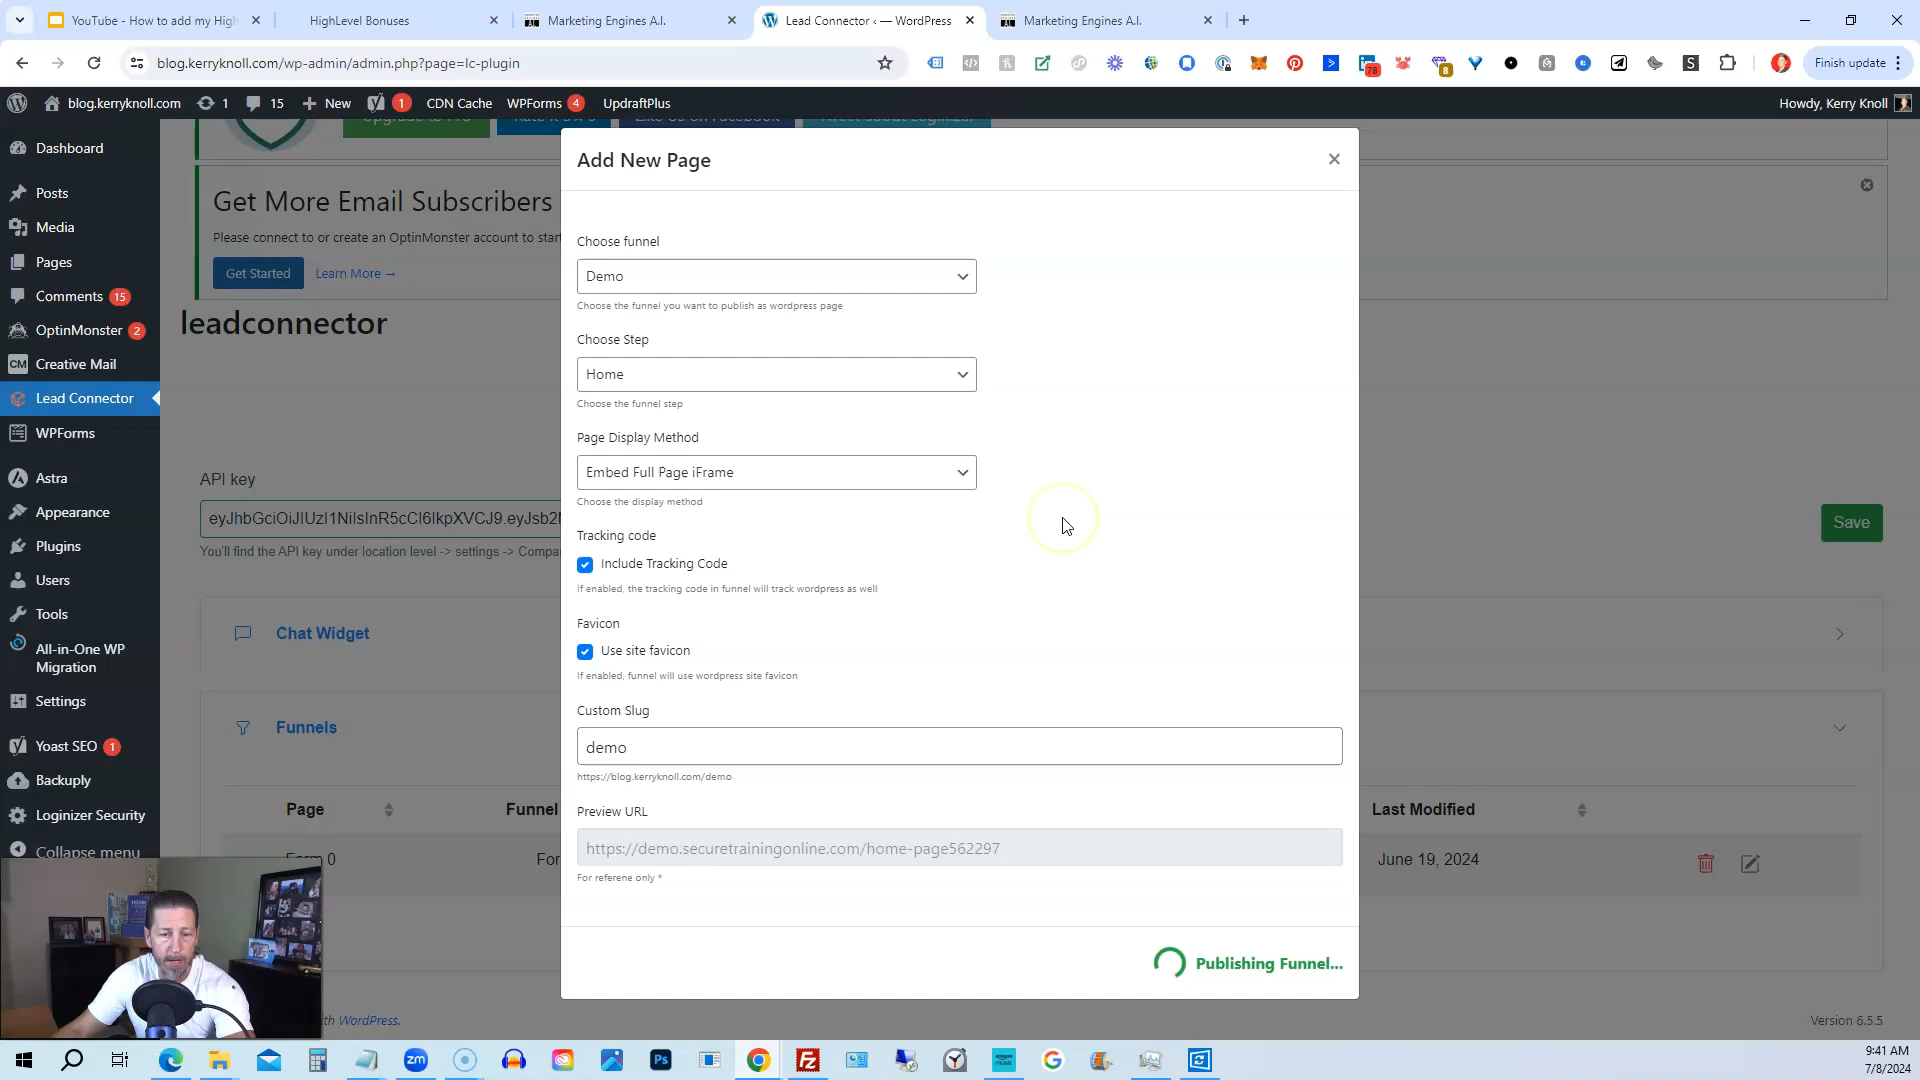 YouTube - How to add my High
HighLevel Bonuses
Marketing Engines A.I.
Lead Connector ‹ — WordPress
Marketing Engines A.I.
blog.kerryknoll.com/wp-admin/admin.php?page=lc-plugin
78
8
Finish update
blog.kerryknoll.com
1
15
New
1
CDN Cache
WPForms 4
UpdraftPlus
Howdy, Kerry Knoll
Dashboard
Posts
Media
Pages
Comments 15
OptinMonster 2
CM Creative Mail
Lead Connector
WPForms
Astra
Appearance
Plugins
Users
Tools
All-in-One WP
Migration
Settings
Yoast SEO 1
Backuply
Loginizer Security
Collapse menu
Get More Email Subscribers
Please connect to or create an OptinMonster account to start
Get Started
Learn More →
leadconnector
API key
You'll find the API key under location level -> settings -> Compa
Save
Chat Widget
Funnels
Page
Funnel
Last Modified
Form 0
For
June 19, 2024
Add New Page
Choose funnel
Demo
Choose the funnel you want to publish as wordpress page
Choose Step
Home
Choose the funnel step
Page Display Method
Embed Full Page iFrame
Choose the display method
Tracking code
Include Tracking Code
If enabled, the tracking code in funnel will track wordpress as well
Favicon
Use site favicon
If enabled, funnel will use wordpress site favicon
Custom Slug
demo
https://blog.kerryknoll.com/demo
Preview URL
https://demo.securetrainingonline.com/home-page562297
For referene only *
Publishing Funnel...
with WordPress.
Version 6.5.5
zm
Ps
9:41 AM
7/8/2024